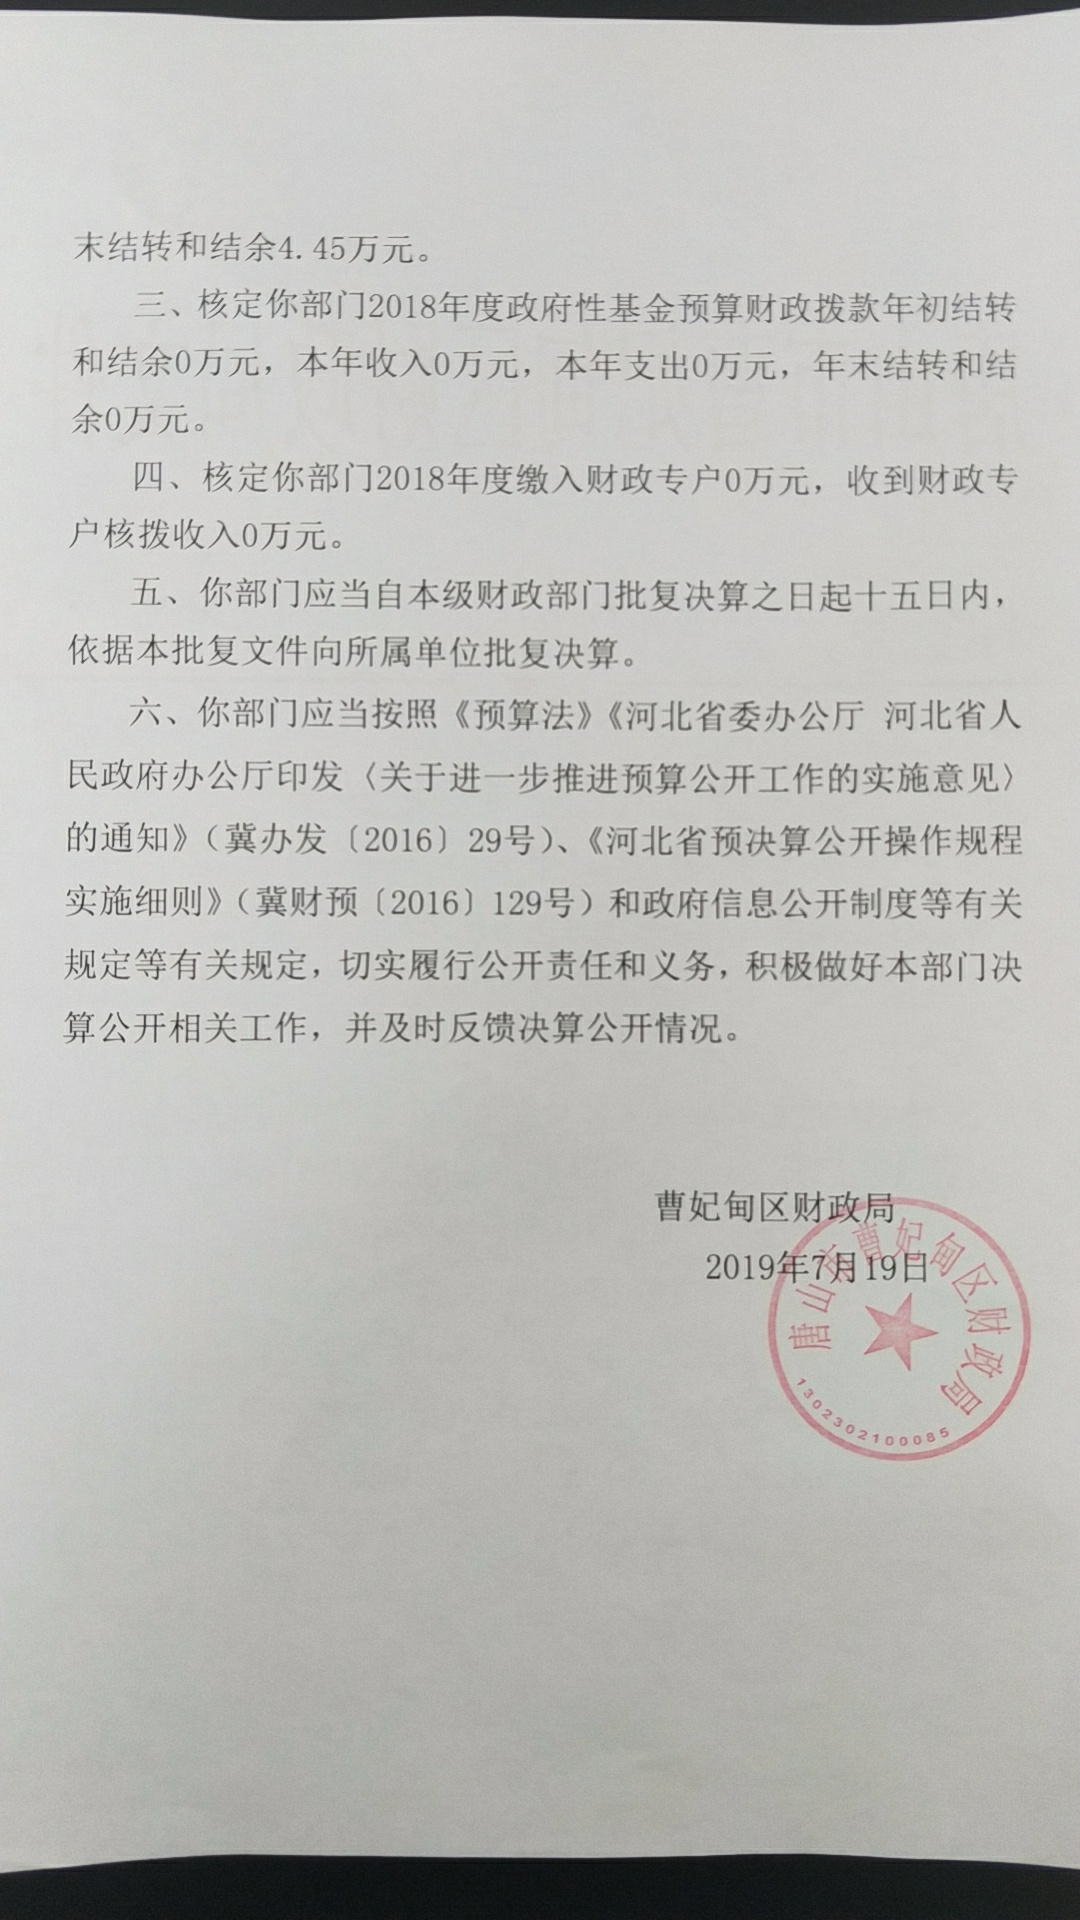 末结转和结余4.45万元。
三、核定你部门2018年度政府性基金预算财政拨款年初结转
和结余0万元，本年收入0万元，本年支出0万元，年末结转和结
余0万元。
四、核定你部门2018年度缴入财政专户0万元，收到财政专
户核拨收入0万元。
五、你部门应当自本级财政部门批复决算之日起十五日内，
依据本批复文件向所属单位批复决算。
六、你部门应当按照《预算法》《河北省委办公厅 河北省人
民政府办公厅印发〈关于进一步推进预算公开工作的实施意见〉
的通知》（冀办发〔2016〕29号）、《河北省预决算公开操作规程
实施细则》（冀财预〔2016〕129号）和政府信息公开制度等有关
规定等有关规定，切实履行公开责任和义务，积极做好本部门决
算公开相关工作，并及时反馈决算公开情况。
曹妃甸区财政局
2019年7月19日
唐山市曹妃甸区财政局
1302302100085